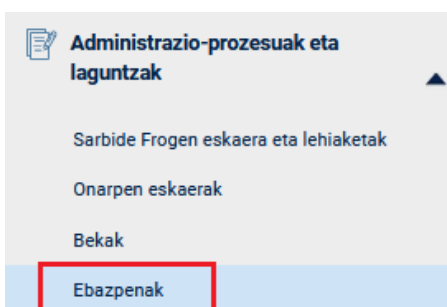 Administrazio-prozesuak eta
laguntzak
Sarbide Frogen eskaera eta lehiaketak
Onarpen eskaerak
Bekak
Ebazpenak